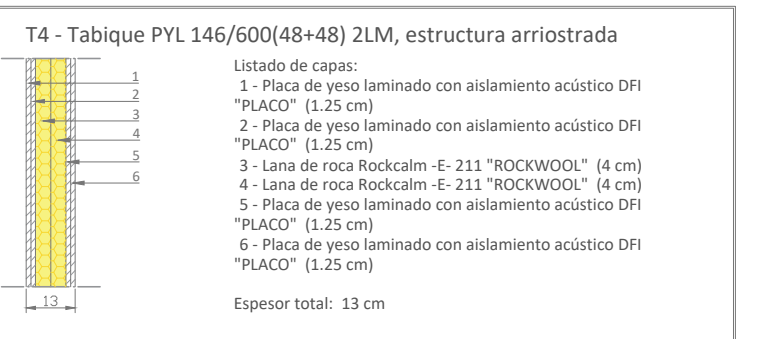 T4 - Tabique PYL 146/600(48+48) 2LM, estructura arriostrada
Listado de capas:
1 - Placa de yeso laminado con aislamiento acústico DFI
"PLACO" (1.25 cm)
2 - Placa de yeso laminado con aislamiento acústico DFI
"PLACO" (1.25 cm)
3 - Lana de roca Rockcalm -E- 211 "ROCKWOOL" (4 cm)
4 - Lana de roca Rockcalm -E- 211 "ROCKWOOL" (4 cm)
5 - Placa de yeso laminado con aislamiento acústico DFI
"PLACO" (1.25 cm)
6 - Placa de yeso laminado con aislamiento acústico DFI
"PLACO" (1.25 cm)
Espesor total: 13 cm
1
2
3
4
5
6
13